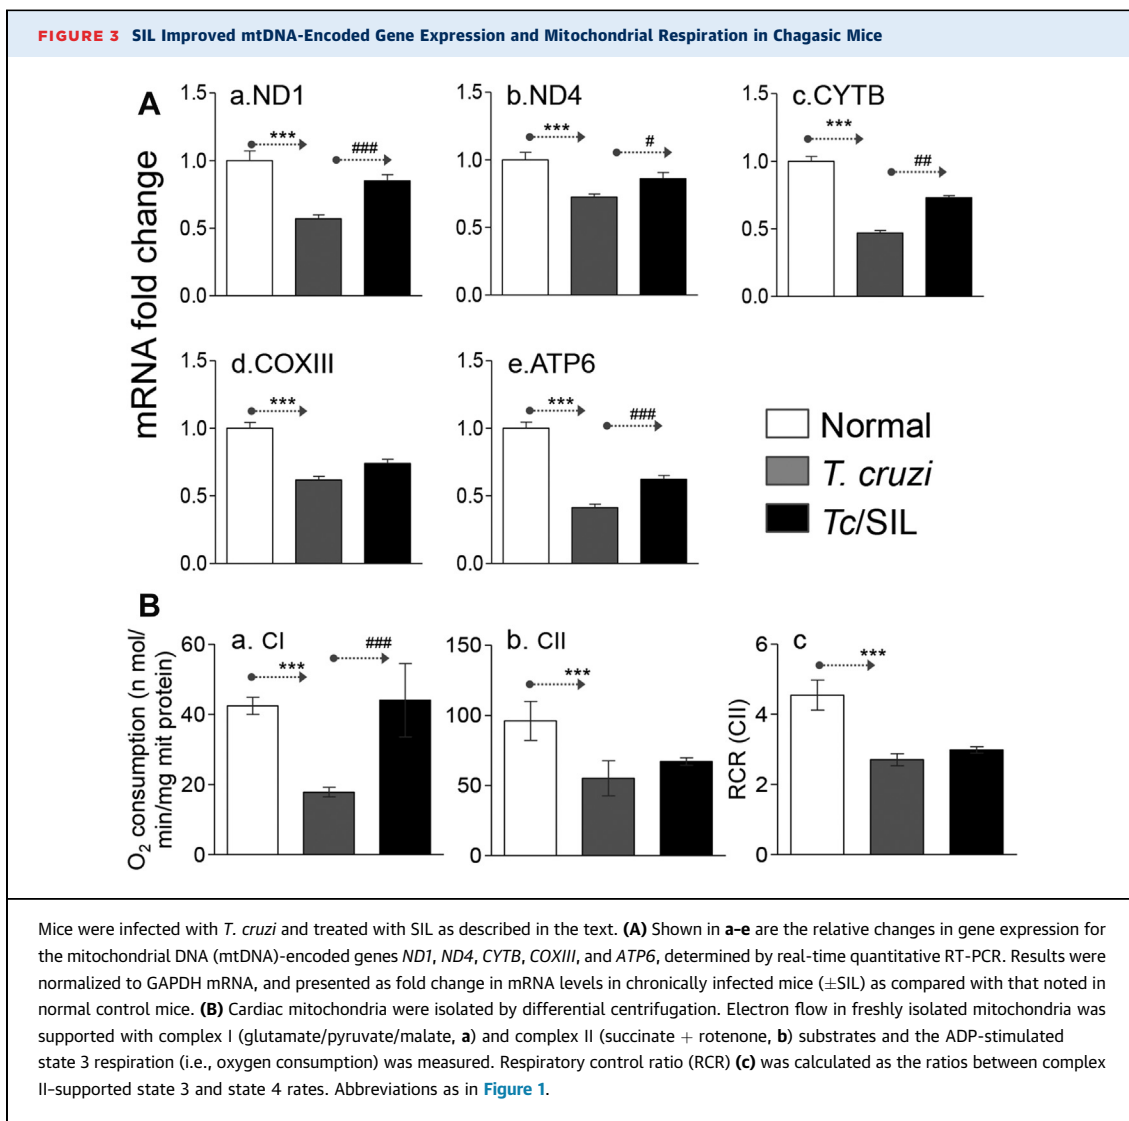 FIGURE 3 SIL Improved mtDNA-Encoded Gene Expression and Mitochondrial Respiration in Chagasic Mice
A
mRNA fold change
a.ND1
1.5
1.0
0.5
0.0
***
###
b.ND4
1.5
1.0
0.5
0.0
***
#
c.CYTB
1.5
1.0
0.5
0.0
***
##
d.COXIII
1.5
1.0
0.5
0.0
***
e.ATP6
1.5
1.0
0.5
0.0
***
###
Normal
T. cruzi
Tc/SIL
B
O2 consumption (n mol/
min/mg mit protein)
a. CI
60
40
20
0
***
###
b. CII
150
100
50
0
***
c
RCR (CII)
6
4
2
0
***
Mice were infected with T. cruzi and treated with SIL as described in the text. (A) Shown in a–e are the relative changes in gene expression for
the mitochondrial DNA (mtDNA)-encoded genes ND1, ND4, CYTB, COXIII, and ATP6, determined by real-time quantitative RT-PCR. Results were
normalized to GAPDH mRNA, and presented as fold change in mRNA levels in chronically infected mice (±SIL) as compared with that noted in
normal control mice. (B) Cardiac mitochondria were isolated by differential centrifugation. Electron flow in freshly isolated mitochondria was
supported with complex I (glutamate/pyruvate/malate, a) and complex II (succinate + rotenone, b) substrates and the ADP-stimulated
state 3 respiration (i.e., oxygen consumption) was measured. Respiratory control ratio (RCR) (c) was calculated as the ratios between complex
II–supported state 3 and state 4 rates. Abbreviations as in Figure 1.